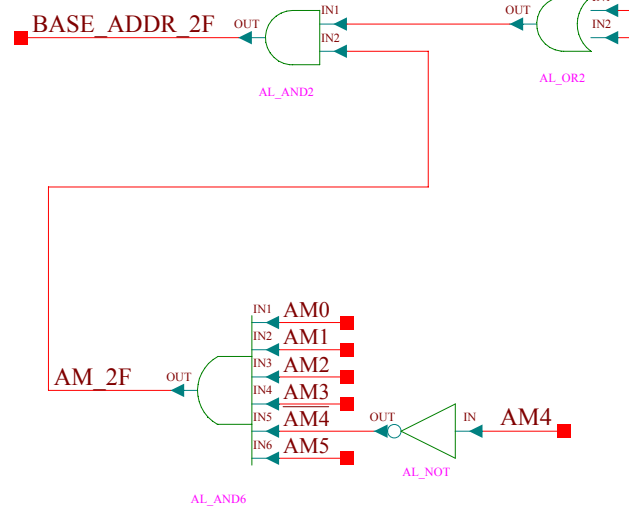 BASE_ADDR_2F
OUT
IN1
IN2
AL_AND2
OUT
IN2
AL_OR2
AM_2F
OUT
IN1 AM0
IN2 AM1
IN3 AM2
IN4 AM3
IN5 A̅M̅4̅
IN6 AM5
AL_AND6
OUT
IN
AM4
AL_NOT